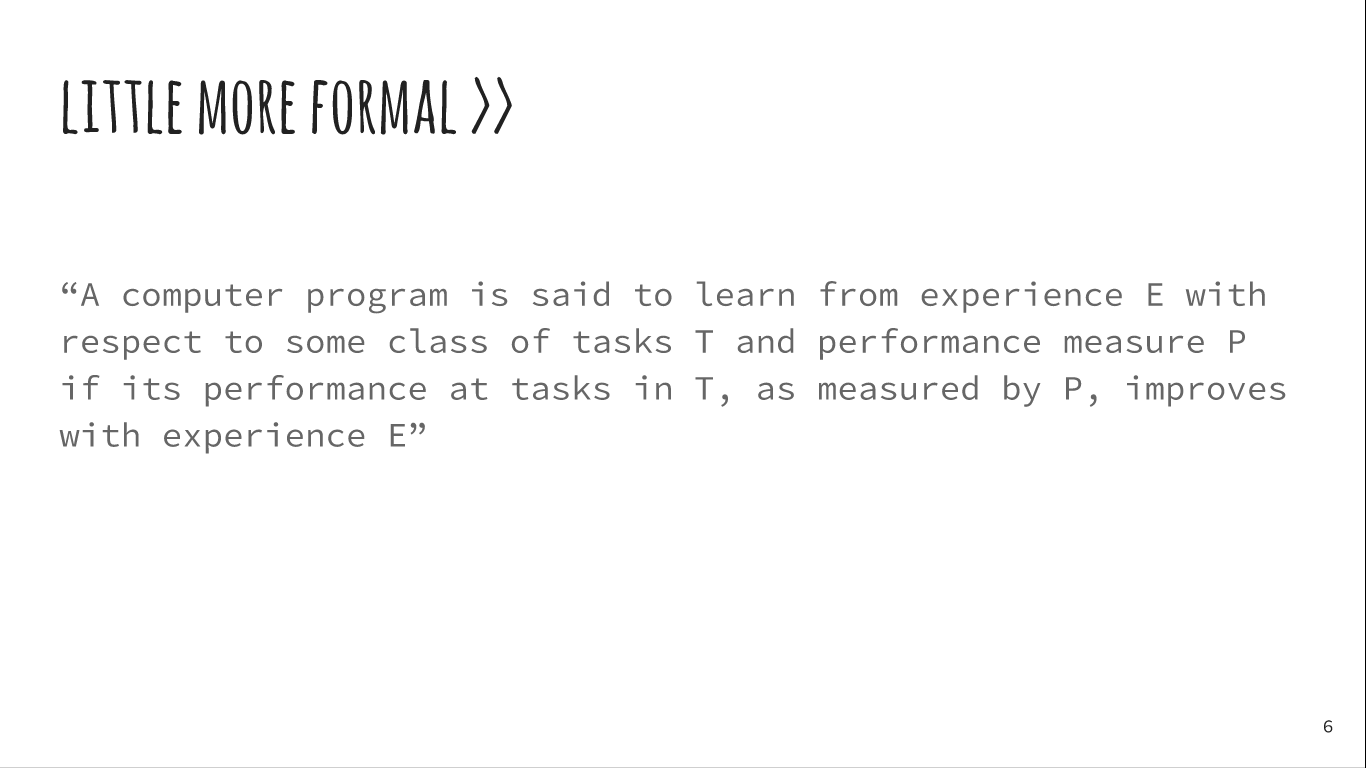 LITTLE MORE FORMAL >>
“A computer program is said to learn from experience E with
respect to some class of tasks T and performance measure P
if its performance at tasks in T, as measured by P, improves
with experience E”
6